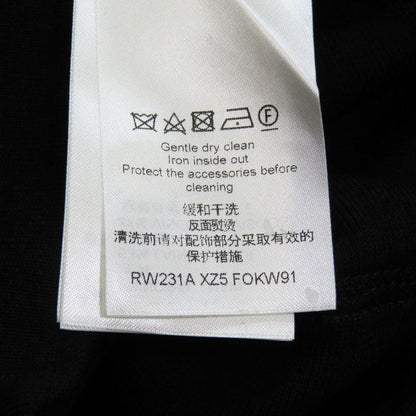 F
Gentle dry clean
Iron inside out
Protect the accessories before
cleaning
缓和干洗
反面熨烫
清洗前请对配饰部分采取有效的
保护措施
RW231A XZ5 FOKW91